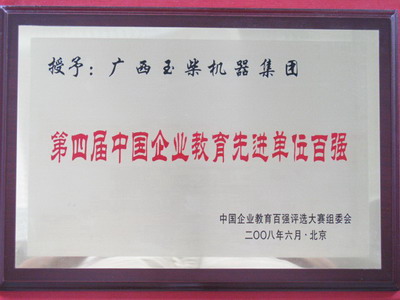 授予：广西玉柴机器集团
第四届中国企业教育先进单位百强
中国企业教育百强评选大赛组委会
二〇〇八年六月·北京